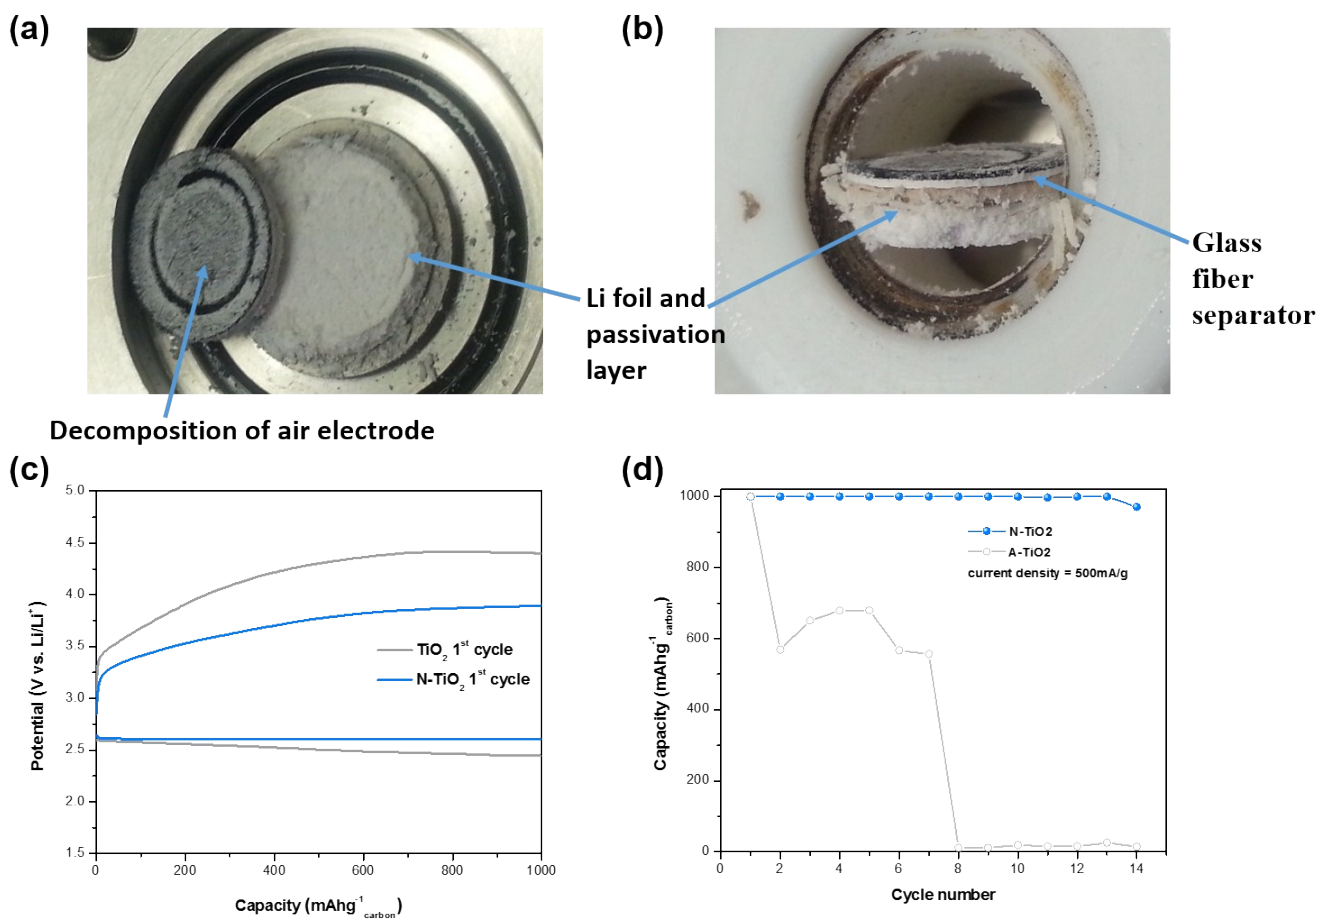 (a)
(b)
Li foil and
passivation
layer
Glass
fiber
separator
Decomposition of air electrode
(c)
5.0
4.5
4.0
3.5
3.0
2.5
2.0
1.5
Potential (V vs. Li/Li⁺)
TiO₂ 1ˢᵗ cycle
N-TiO₂ 1ˢᵗ cycle
0 200 400 600 800 1000
Capacity (mAhg⁻¹carbon)
(d)
1000
800
600
400
200
0
Capacity (mAhg⁻¹carbon)
N-TiO2
A-TiO2
current density = 500mA/g
0 2 4 6 8 10 12 14
Cycle number